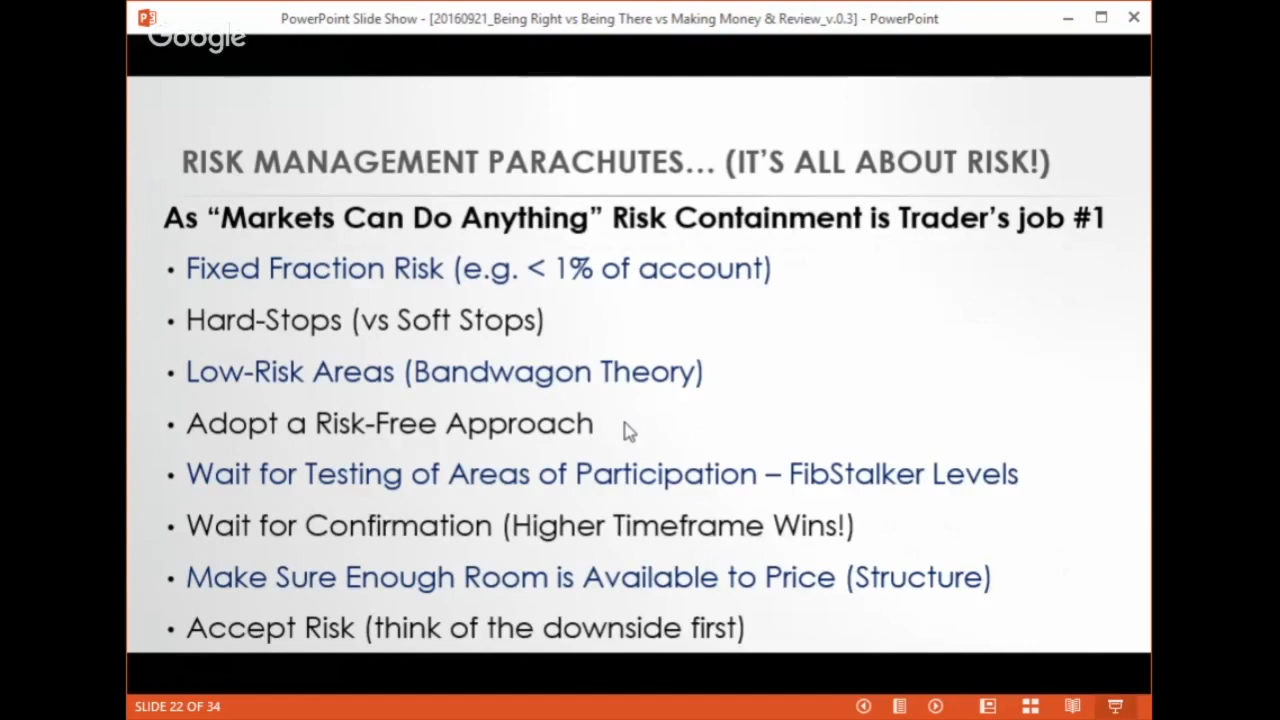 PowerPoint Slide Show - [20160921_Being Right vs Being There vs Making Money & Review_v.0.3] - PowerPoint
Google
RISK MANAGEMENT PARACHUTES... (IT'S ALL ABOUT RISK!)
As “Markets Can Do Anything” Risk Containment is Trader's job #1
• Fixed Fraction Risk (e.g. < 1% of account)
• Hard-Stops (vs Soft Stops)
• Low-Risk Areas (Bandwagon Theory)
• Adopt a Risk-Free Approach
• Wait for Testing of Areas of Participation – FibStalker Levels
• Wait for Confirmation (Higher Timeframe Wins!)
• Make Sure Enough Room is Available to Price (Structure)
• Accept Risk (think of the downside first)
SLIDE 22 OF 34